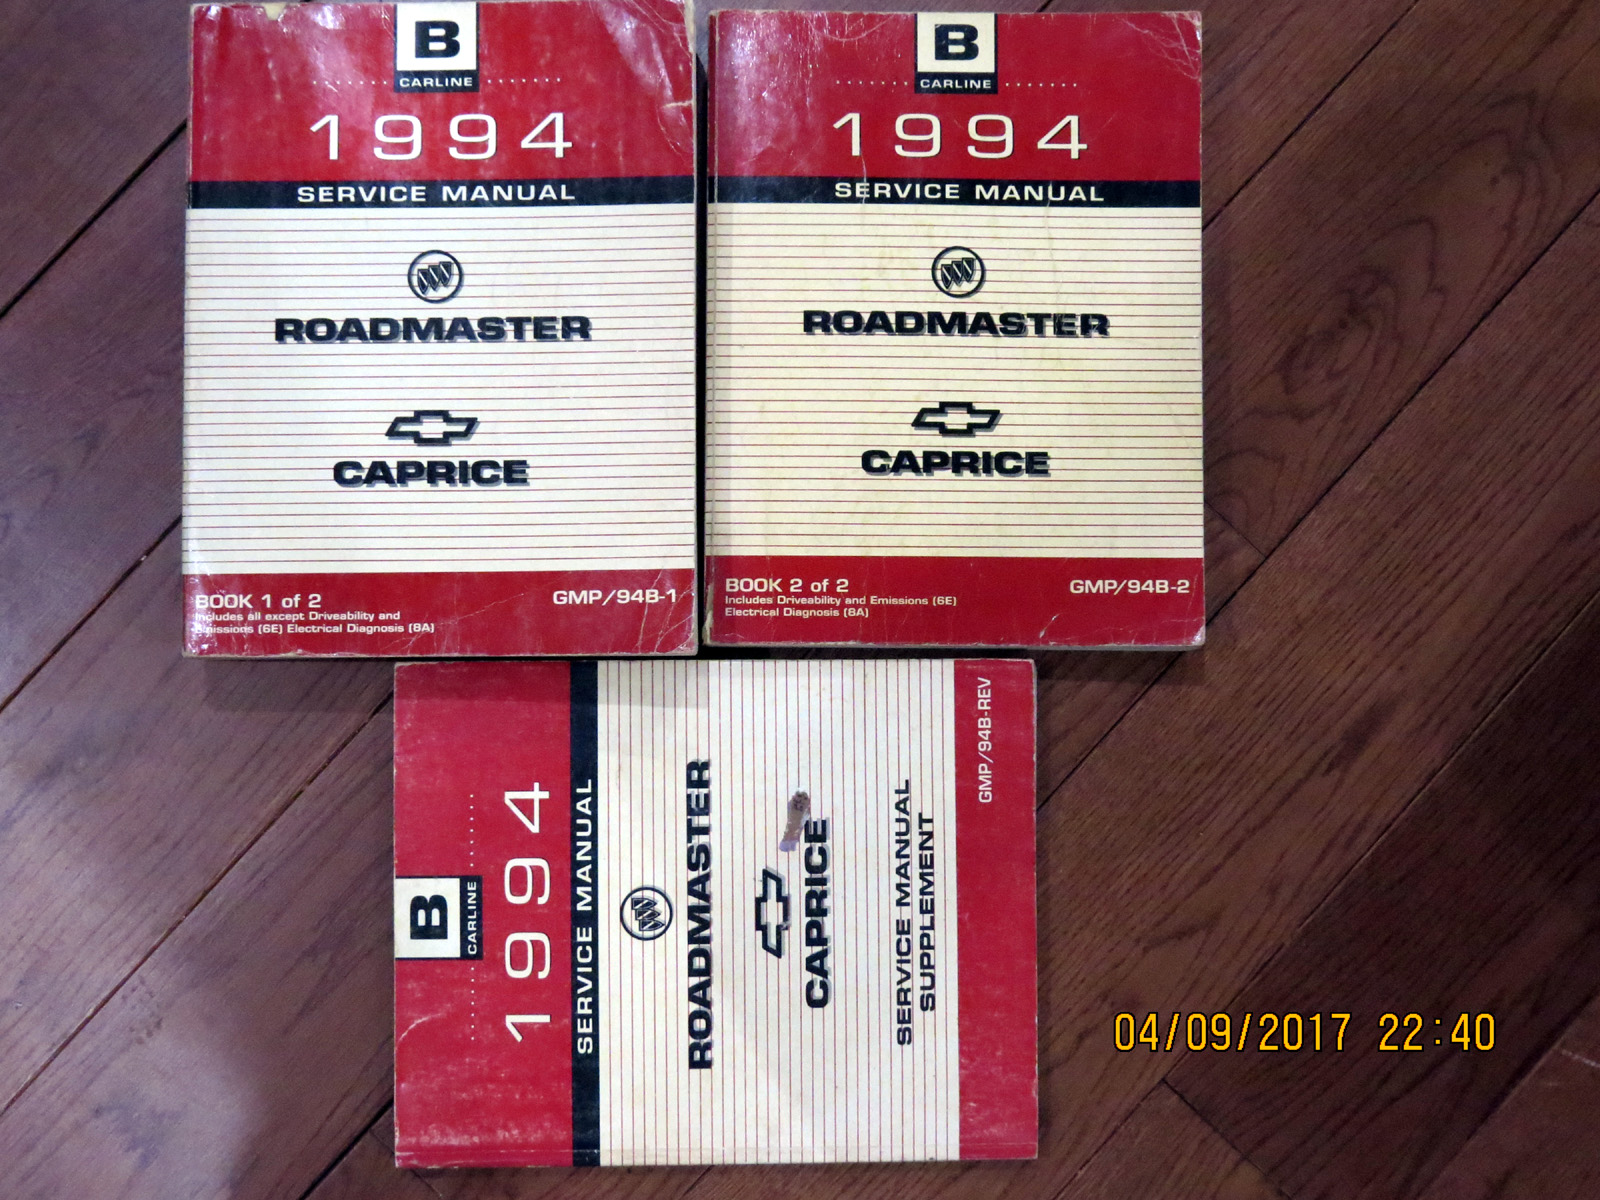 B
CARLINE
1994
SERVICE MANUAL
ROADMASTER
CAPRICE
BOOK 1 of 2
GMP/94B-1
Includes all except Driveability and
Emissions (6E) Electrical Diagnosis (8A)
B
CARLINE
1994
SERVICE MANUAL
ROADMASTER
CAPRICE
BOOK 2 of 2
GMP/94B-2
Includes Driveability and Emissions (6E)
Electrical Diagnosis (8A)
B
CARLINE
1994
SERVICE MANUAL
ROADMASTER
CAPRICE
SERVICE MANUAL
SUPPLEMENT
GMP/94B-REV
04/09/2017 22:40